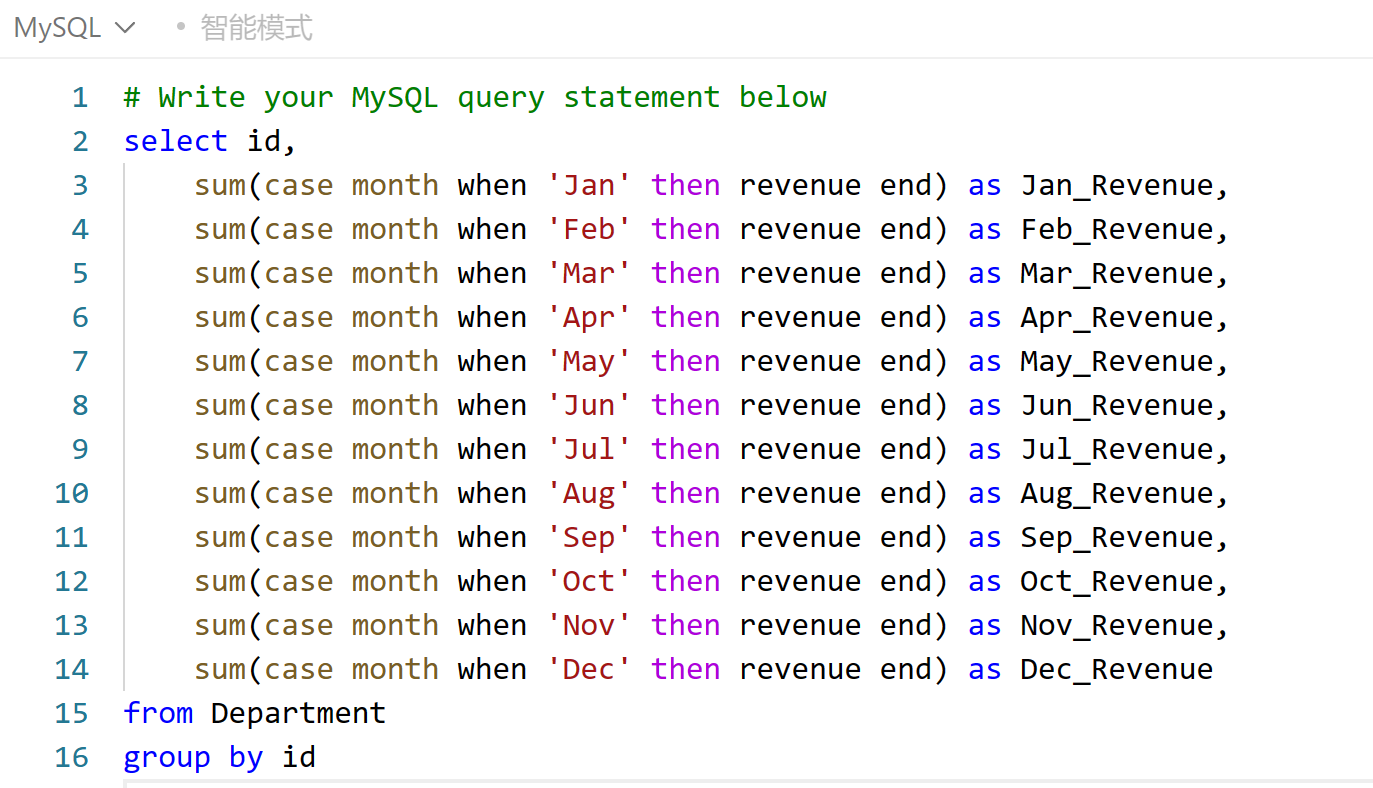 MySQL • 智能模式
1 # Write your MySQL query statement below
2 select id,
3     sum(case month when 'Jan' then revenue end) as Jan_Revenue,
4     sum(case month when 'Feb' then revenue end) as Feb_Revenue,
5     sum(case month when 'Mar' then revenue end) as Mar_Revenue,
6     sum(case month when 'Apr' then revenue end) as Apr_Revenue,
7     sum(case month when 'May' then revenue end) as May_Revenue,
8     sum(case month when 'Jun' then revenue end) as Jun_Revenue,
9     sum(case month when 'Jul' then revenue end) as Jul_Revenue,
10     sum(case month when 'Aug' then revenue end) as Aug_Revenue,
11     sum(case month when 'Sep' then revenue end) as Sep_Revenue,
12     sum(case month when 'Oct' then revenue end) as Oct_Revenue,
13     sum(case month when 'Nov' then revenue end) as Nov_Revenue,
14     sum(case month when 'Dec' then revenue end) as Dec_Revenue
15 from Department
16 group by id